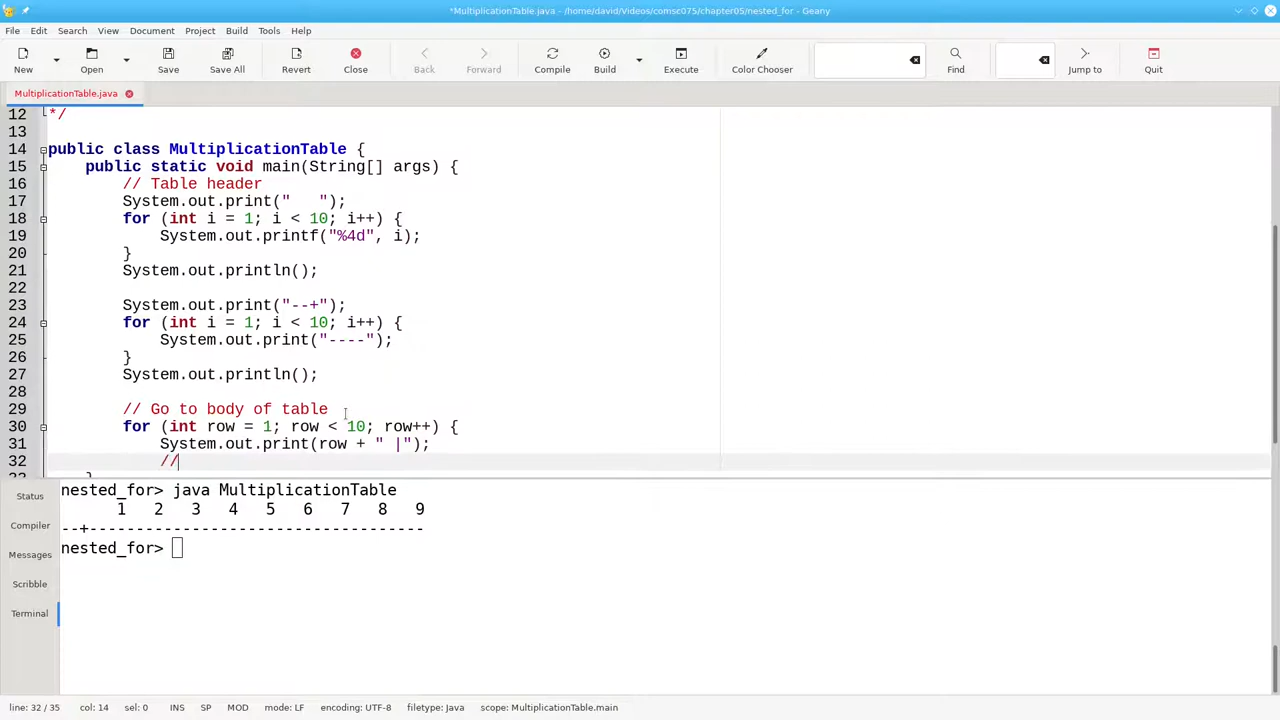 *MultiplicationTable.java - /home/david/Videos/comsc075/chapter05/nested_for - Geany
File Edit Search View Document Project Build Tools Help
New Open Save Save All Revert Close Back Forward Compile Build Execute Color Chooser Find Jump to Quit
MultiplicationTable.java
12 */
13
14 public class MultiplicationTable {
15     public static void main(String[] args) {
16         // Table header
17         System.out.print("   ");
18         for (int i = 1; i < 10; i++) {
19             System.out.printf("%4d", i);
20         }
21         System.out.println();
22
23         System.out.print("--+");
24         for (int i = 1; i < 10; i++) {
25             System.out.print("----");
26         }
27         System.out.println();
28
29         // Go to body of table
30         for (int row = 1; row < 10; row++) {
31             System.out.print(row + " |");
32             //
33     }
Status
Compiler
Messages
Scribble
Terminal
nested_for> java MultiplicationTable
      1   2   3   4   5   6   7   8   9
--+------------------------------------
nested_for>
line: 32 / 35 col: 14 sel: 0 INS SP MOD mode: LF encoding: UTF-8 filetype: Java scope: MultiplicationTable.main